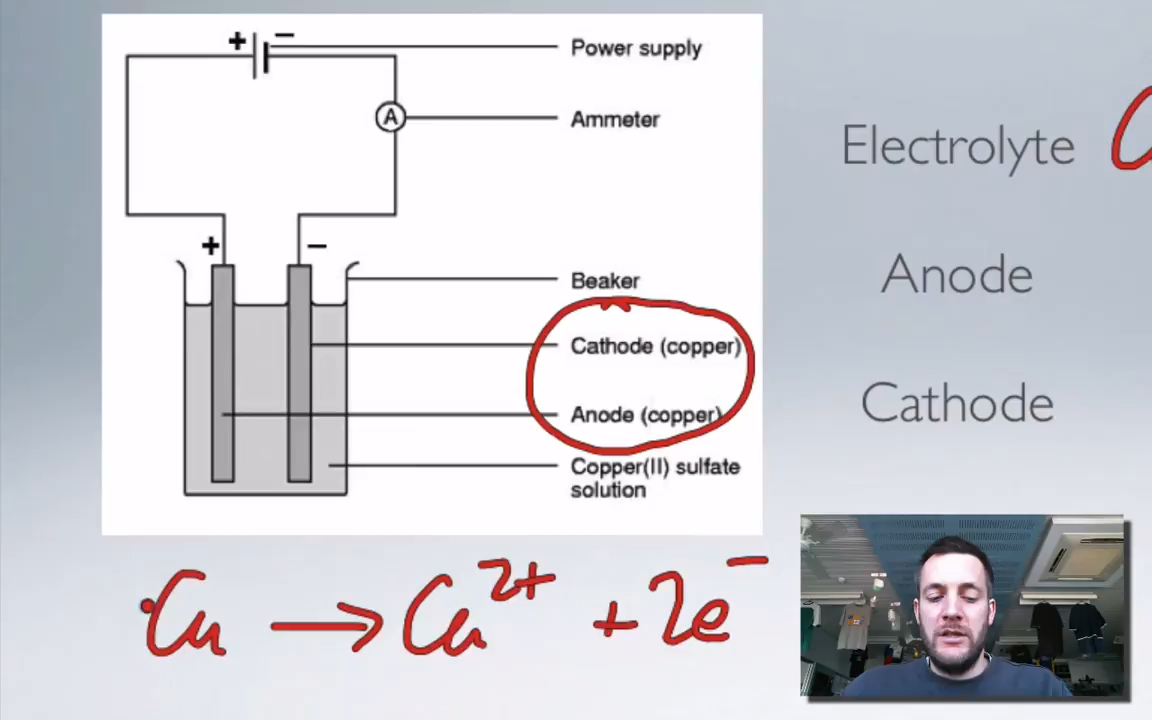 + −
Power supply
A
Ammeter
+ −
Beaker
Cathode (copper)
Anode (copper)
Copper(II) sulfate
solution
Electrolyte
Anode
Cathode
Cu → Cu²⁺ + 2e⁻